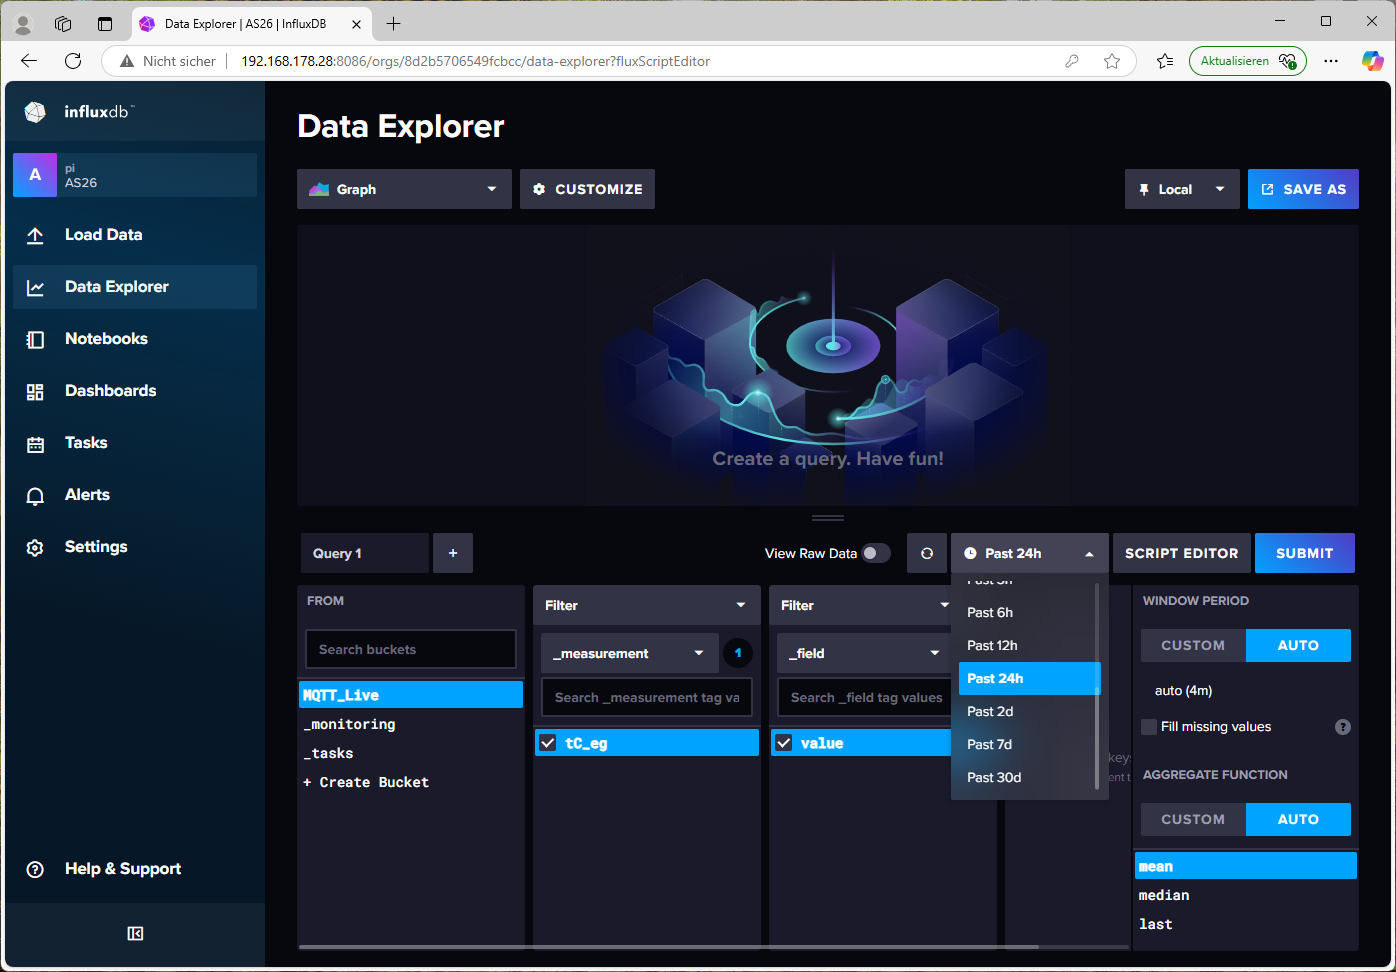 Data Explorer | AS26 | InfluxDB
Nicht sicher
192.168.178.28:8086/orgs/8d2b5706549fcbcc/data-explorer?fluxScriptEditor
Aktualisieren
influxdb™
A
pi
AS26
Load Data
Data Explorer
Notebooks
Dashboards
Tasks
Alerts
Settings
Help & Support
Data Explorer
Graph
CUSTOMIZE
Local
SAVE AS
Create a query. Have fun!
Query 1
+
View Raw Data
Past 24h
SCRIPT EDITOR
SUBMIT
FROM
Search buckets
MQTT_Live
_monitoring
_tasks
+ Create Bucket
Filter
_measurement
1
Search _measurement tag va
tC_eg
Filter
_field
Search _field tag values
value
Past 6h
Past 12h
Past 24h
Past 2d
Past 7d
Past 30d
WINDOW PERIOD
CUSTOM
AUTO
auto (4m)
Fill missing values
?
AGGREGATE FUNCTION
CUSTOM
AUTO
mean
median
last